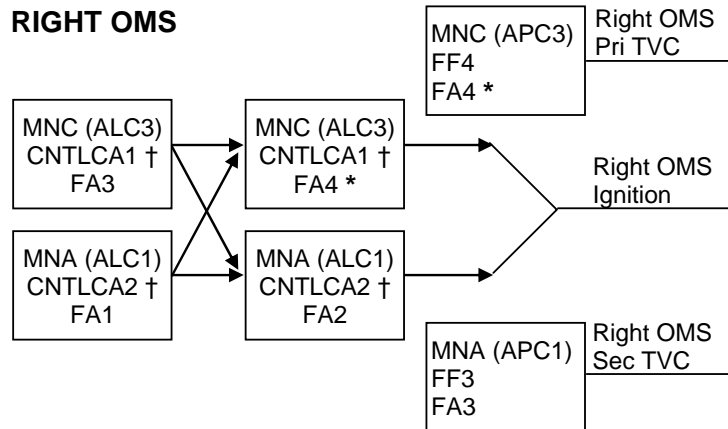 RIGHT OMS
MNC (APC3)
FF4
FA4 *
Right OMS
Pri TVC
MNC (ALC3)
CNTLCA1 †
FA3
MNC (ALC3)
CNTLCA1 †
FA4 *
Right OMS
Ignition
MNA (ALC1)
CNTLCA2 †
FA1
MNA (ALC1)
CNTLCA2 †
FA2
MNA (APC1)
FF3
FA3
Right OMS
Sec TVC